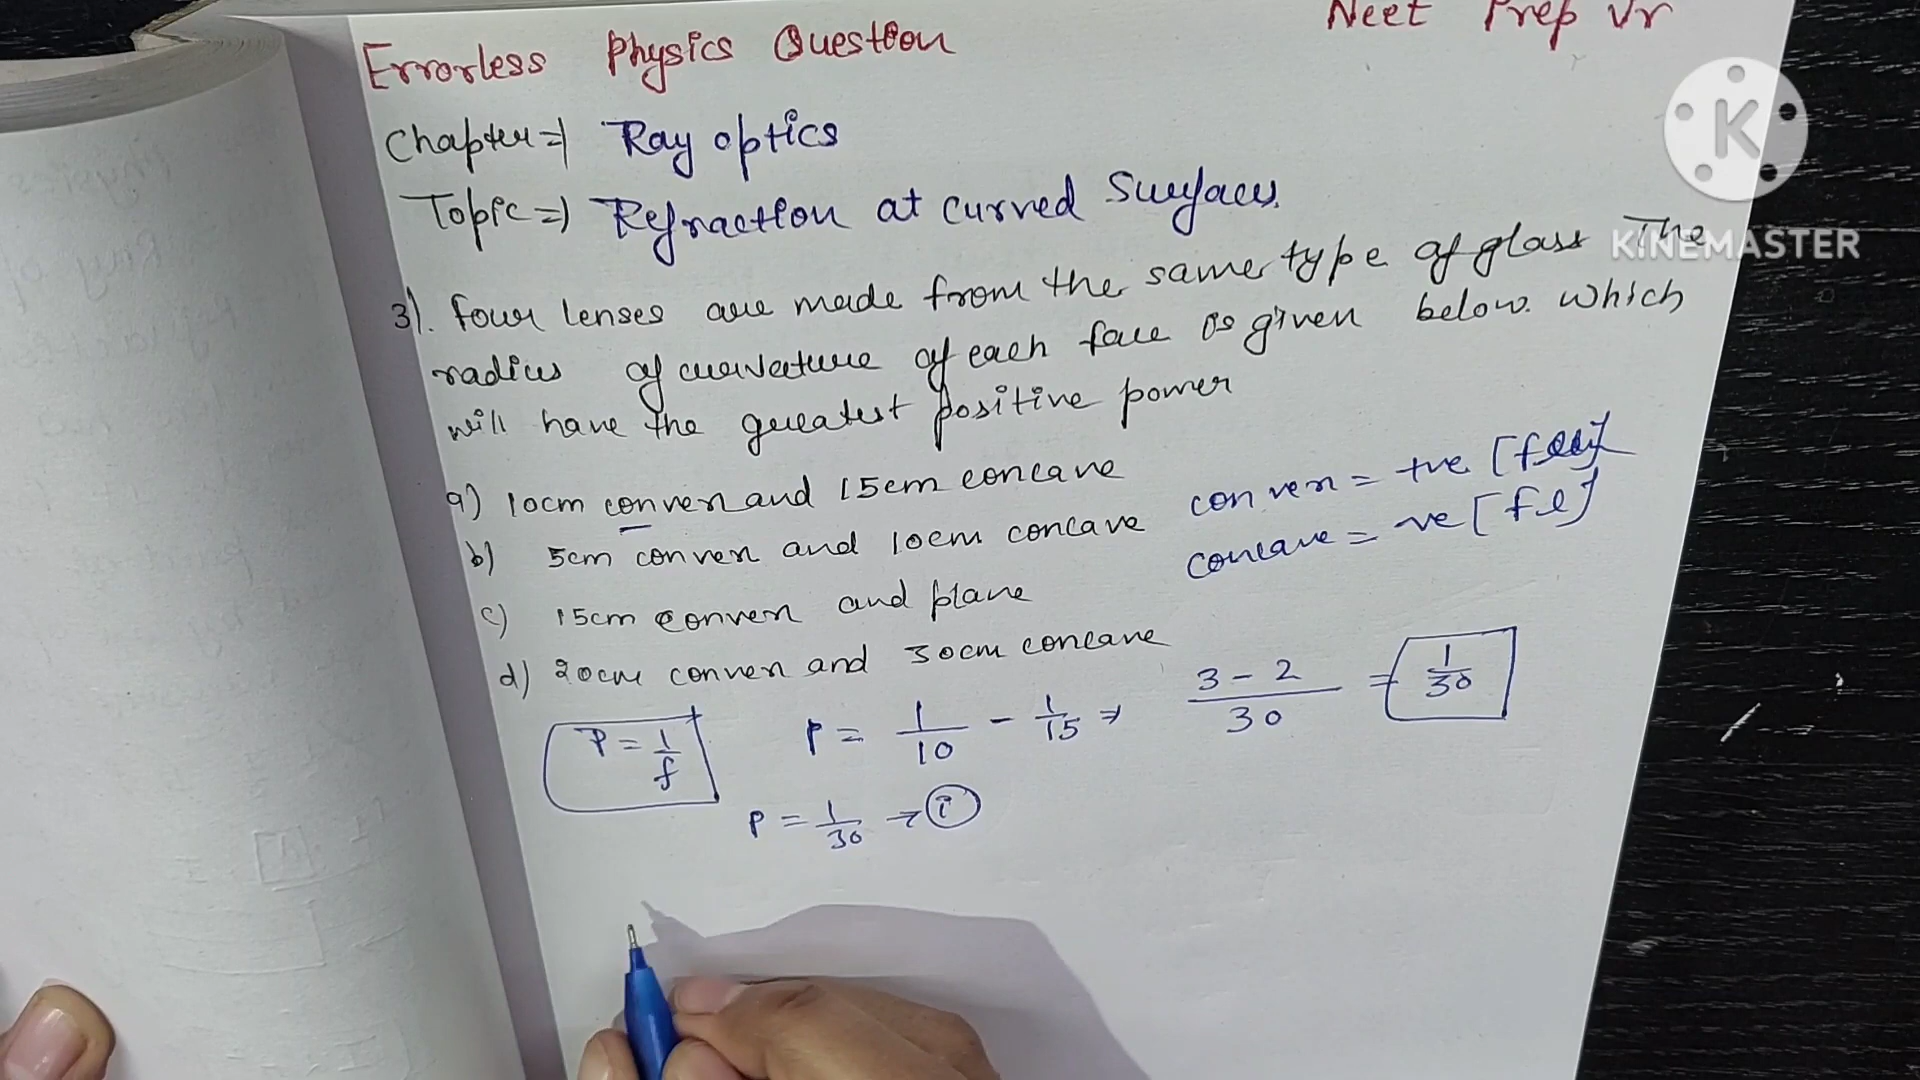 Errorless Physics Question
Neet Prep Vr
K
KINEMASTER
Chapter ⇒ Ray optics
Topic ⇒ Refraction at curved Surfaces.
3). four lenses are made from the same type of glass The
radius of curvature of each face is given below. Which
will have the greatest positive power
a) 10cm convex and 15cm concave
b) 5cm convex and 10cm concave
c) 15cm convex and plane
d) 20cm convex and 30cm concave
convex = +ve
concave = -ve
P = 1/f
P = 1/10 - 1/15 ⇒ 3 - 2/30 = 1/30
P = 1/30 → i